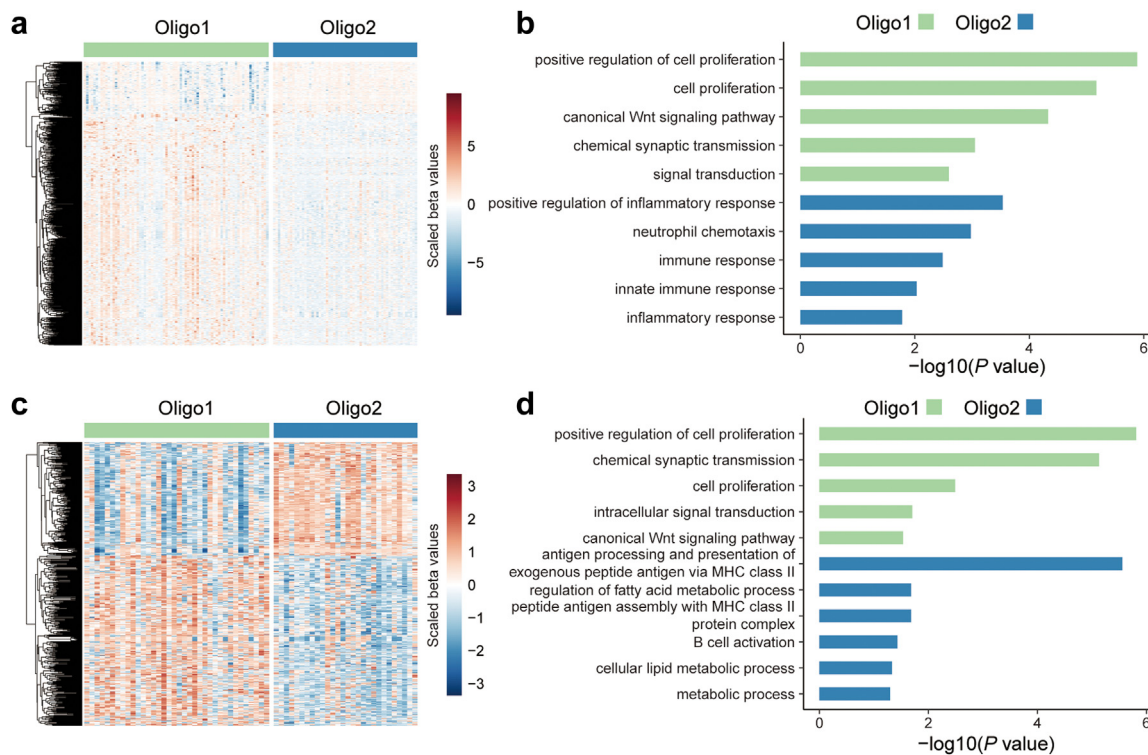 a
Oligo1
Oligo2
Scaled beta values
5
0
−5
b
Oligo1
Oligo2
positive regulation of cell proliferation
cell proliferation
canonical Wnt signaling pathway
chemical synaptic transmission
signal transduction
positive regulation of inflammatory response
neutrophil chemotaxis
immune response
innate immune response
inflammatory response
0 2 4 6
−log10(P value)
c
Oligo1
Oligo2
Scaled beta values
3
2
1
0
−1
−2
−3
d
Oligo1
Oligo2
positive regulation of cell proliferation
chemical synaptic transmission
cell proliferation
intracellular signal transduction
canonical Wnt signaling pathway
antigen processing and presentation of
exogenous peptide antigen via MHC class II
regulation of fatty acid metabolic process
peptide antigen assembly with MHC class II
protein complex
B cell activation
cellular lipid metabolic process
metabolic process
0 2 4 6
−log10(P value)